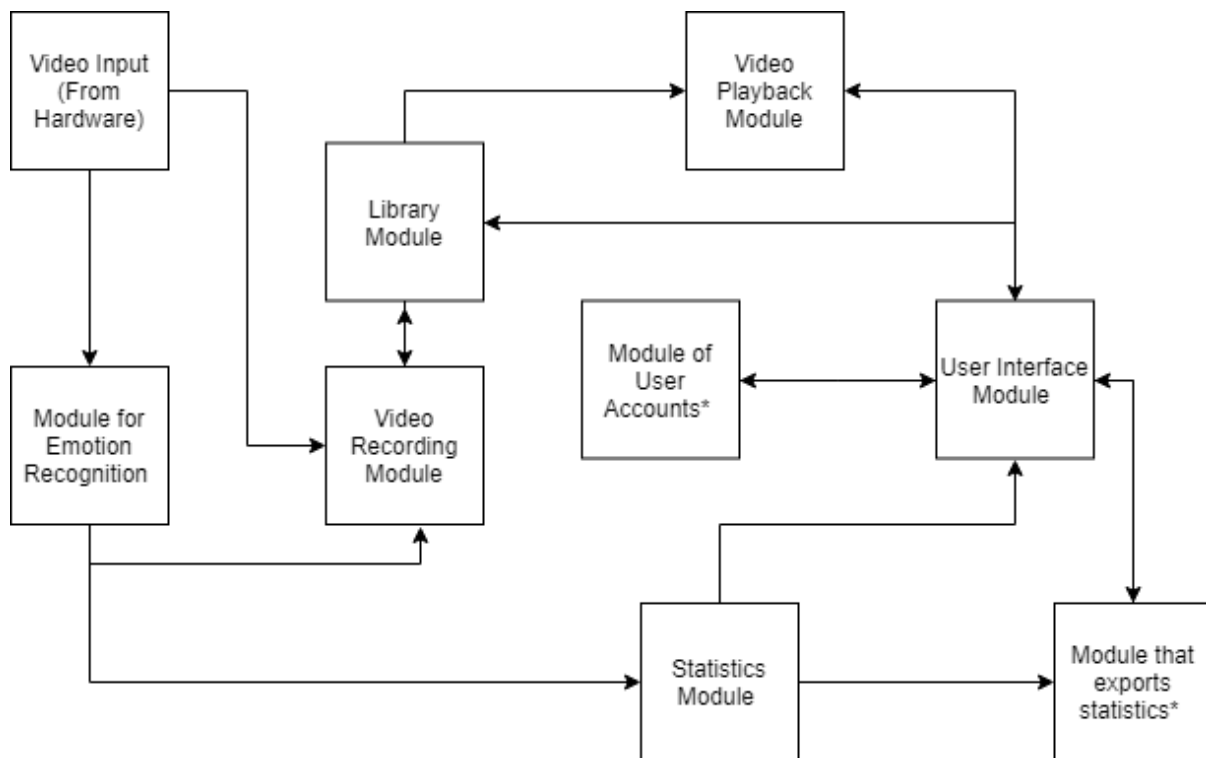 Video Input
(From
Hardware)
Video
Playback
Module
Library
Module
Module of
User
Accounts*
User Interface
Module
Module for
Emotion
Recognition
Video
Recording
Module
Statistics
Module
Module that
exports
statistics*